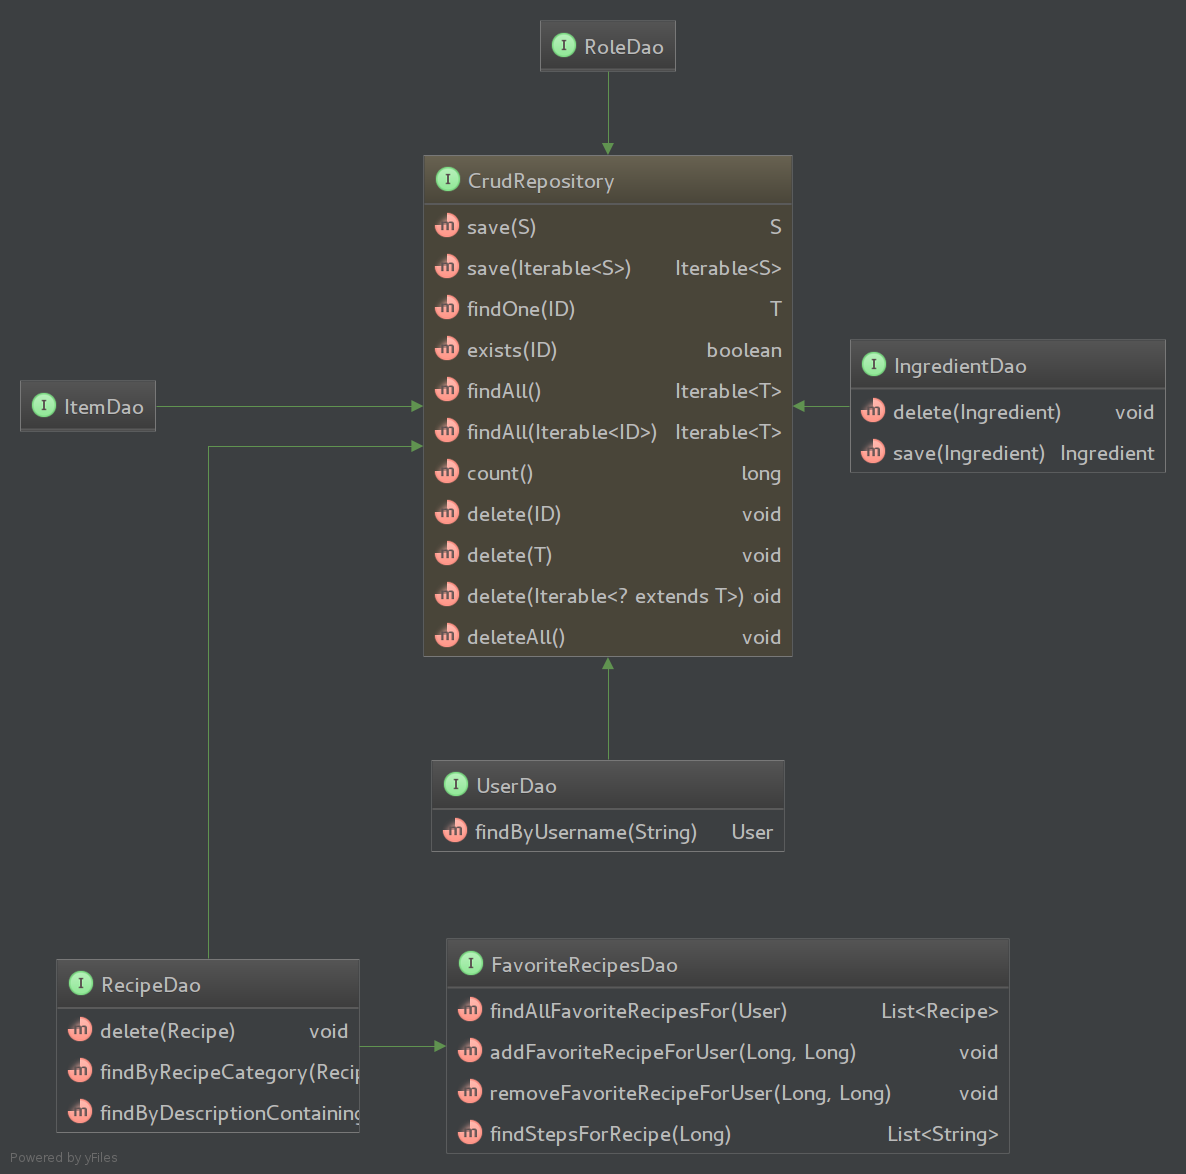 I RoleDao
I CrudRepository
m save(S) S
m save(Iterable<S>) Iterable<S>
m findOne(ID) T
m exists(ID) boolean
m findAll() Iterable<T>
m findAll(Iterable<ID>) Iterable<T>
m count() long
m delete(ID) void
m delete(T) void
m delete(Iterable<? extends T>) oid
m deleteAll() void
I ItemDao
I IngredientDao
m delete(Ingredient) void
m save(Ingredient) Ingredient
I UserDao
m findByUsername(String) User
I RecipeDao
m delete(Recipe) void
m findByRecipeCategory(Recip
m findByDescriptionContaining
I FavoriteRecipesDao
m findAllFavoriteRecipesFor(User) List<Recipe>
m addFavoriteRecipeForUser(Long, Long) void
m removeFavoriteRecipeForUser(Long, Long) void
m findStepsForRecipe(Long) List<String>
Powered by yFiles